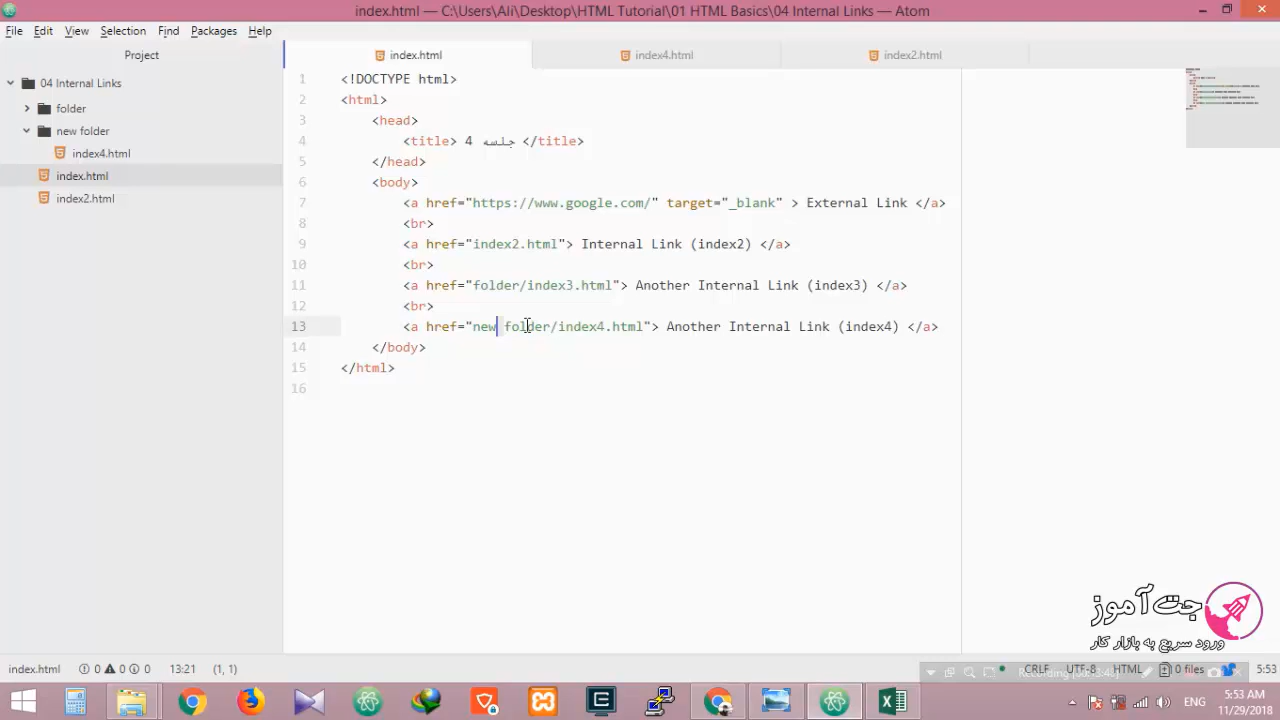 index.html — C:\Users\Ali\Desktop\HTML Tutorial\01 HTML Basics\04 Internal Links — Atom
File Edit View Selection Find Packages Help
Project
index.html
index4.html
index2.html
04 Internal Links
folder
new folder
index4.html
index.html
index2.html
1 <!DOCTYPE html>
2 <html>
3 <head>
4 <title> جلسه 4 </title>
5 </head>
6 <body>
7 <a href="https://www.google.com/" target="_blank" > External Link </a>
8 <br>
9 <a href="index2.html"> Internal Link (index2) </a>
10 <br>
11 <a href="folder/index3.html"> Another Internal Link (index3) </a>
12 <br>
13 <a href="new folder/index4.html"> Another Internal Link (index4) </a>
14 </body>
15 </html>
16
جت آموز
ورود سریع به بازار کار
index.html 0 0 0 13:21 (1, 1)
CRLF UTF-8 HTML 0 files 5:53
ENG
5:53 AM
11/29/2018